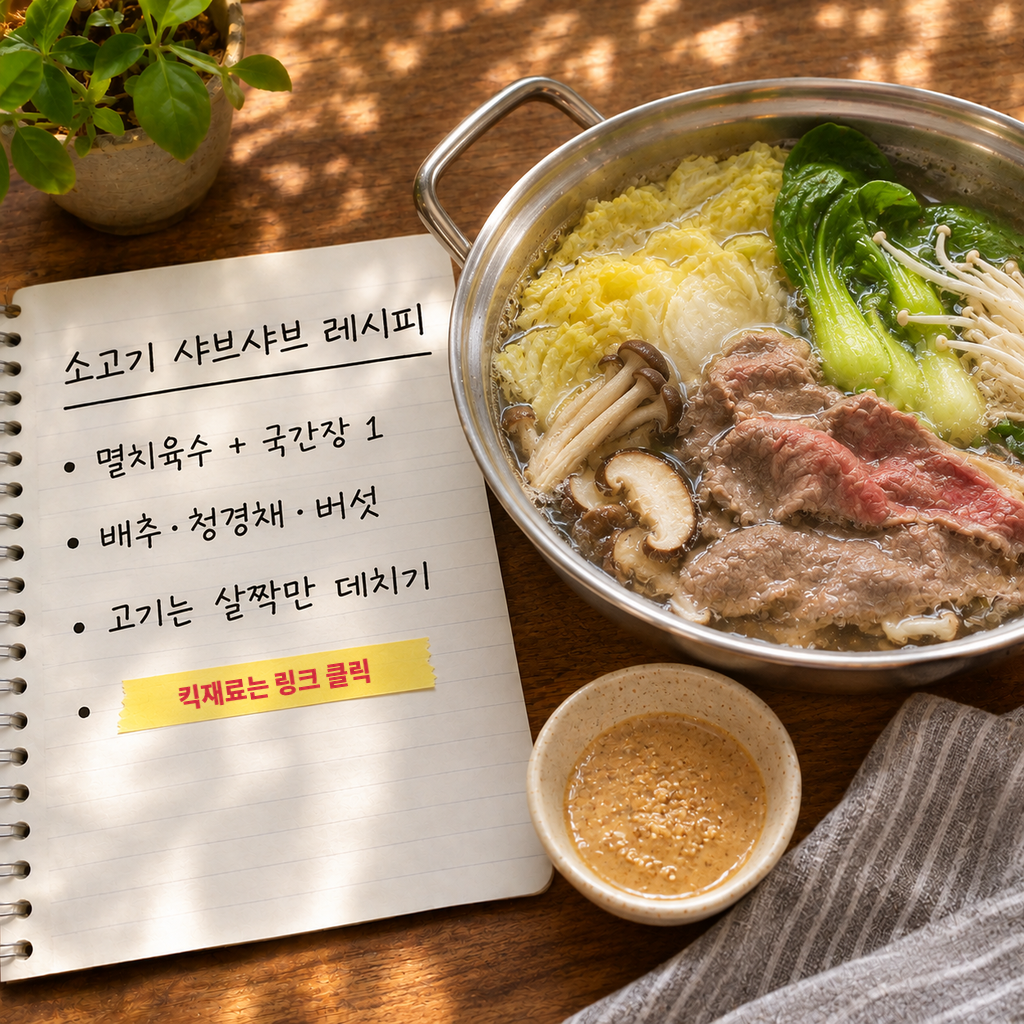 소고기 샤브샤브 레시피
• 멸치육수 + 국간장 1
• 배추·청경채·버섯
• 고기는 살짝만 데치기
• 킥재료는 링크 클릭